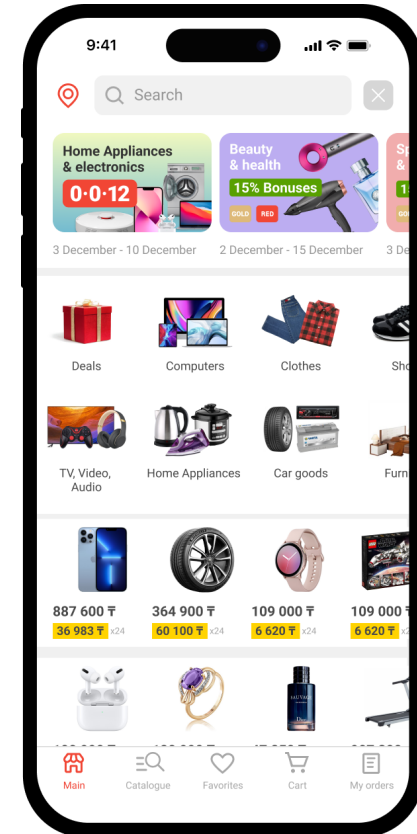 9:41
Search
Home Appliances
& electronics
0·0·12
Beauty
& health
15% Bonuses
GOLD RED
3 December - 10 December
2 December - 15 December
Deals
Computers
Clothes
TV, Video,
Audio
Home Appliances
Car goods
887 600 ₸
364 900 ₸
109 000 ₸
109 000 ₸
36 983 ₸ x24
60 100 ₸ x24
6 620 ₸ x24
6 620 ₸
SAUVAGE
Dior
Main
Catalogue
Favorites
Cart
My orders